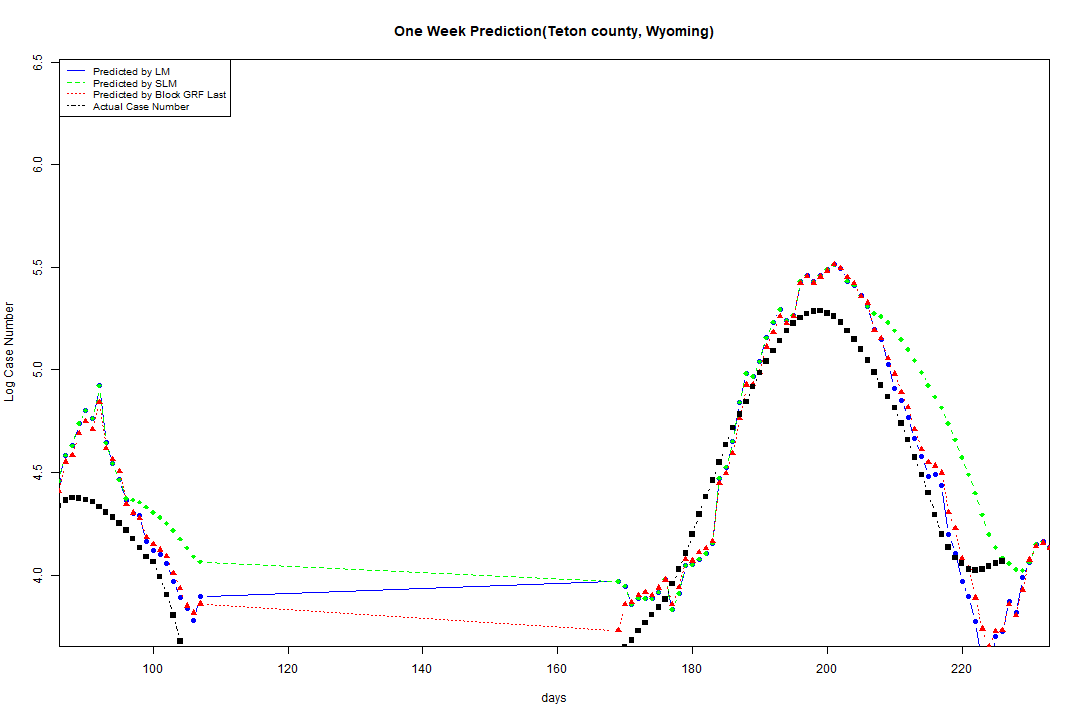 One Week Prediction(Teton county, Wyoming)
6.5
Predicted by LM
Predicted by SLM
Predicted by Block GRF Last
Actual Case Number
6.0
5.5
5.0
4.5
4.0
Log Case Number
100 120 140 160 180 200 220
days